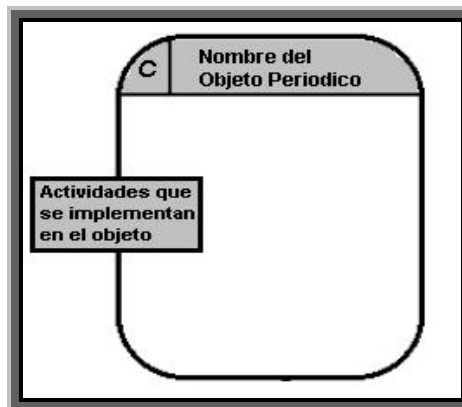 C
Nombre del
Objeto Periodico
Actividades que
se implementan
en el objeto